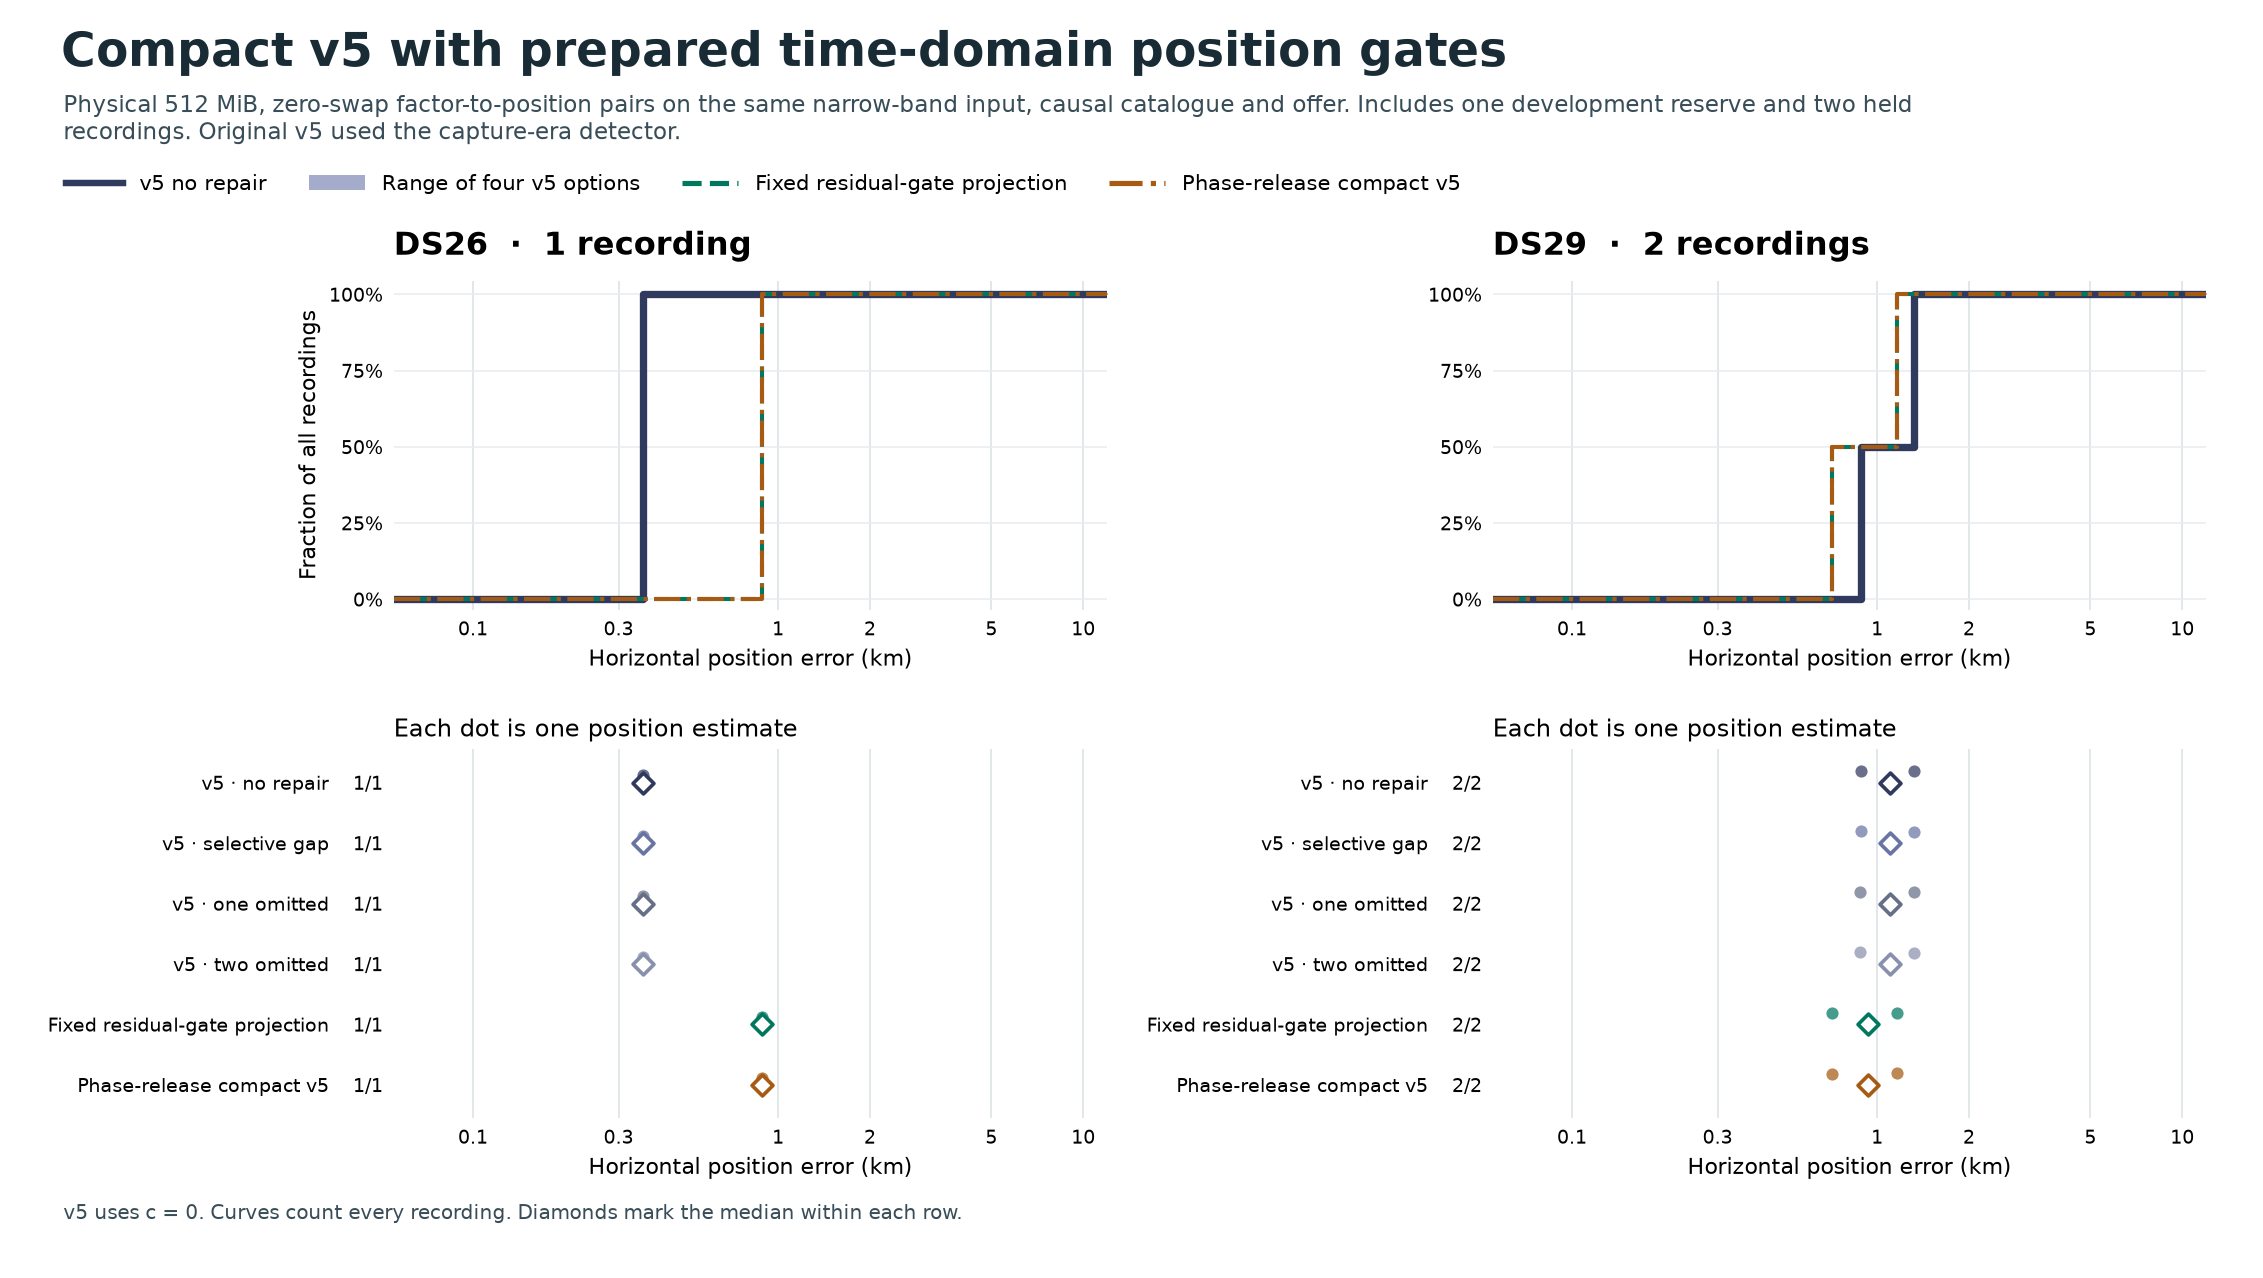 Compact v5 with prepared time-domain position gates
Physical 512 MiB, zero-swap factor-to-position pairs on the same narrow-band input, causal catalogue and offer. Includes one development reserve and two held
recordings. Original v5 used the capture-era detector.
v5 no repair
Range of four v5 options
Fixed residual-gate projection
Phase-release compact v5
DS26 · 1 recording
Fraction of all recordings
100%
75%
50%
25%
0%
0.1 0.3 1 2 5 10
Horizontal position error (km)
DS29 · 2 recordings
100%
75%
50%
25%
0%
0.1 0.3 1 2 5 10
Horizontal position error (km)
Each dot is one position estimate
v5 · no repair 1/1
v5 · selective gap 1/1
v5 · one omitted 1/1
v5 · two omitted 1/1
Fixed residual-gate projection 1/1
Phase-release compact v5 1/1
0.1 0.3 1 2 5 10
Horizontal position error (km)
Each dot is one position estimate
v5 · no repair 2/2
v5 · selective gap 2/2
v5 · one omitted 2/2
v5 · two omitted 2/2
Fixed residual-gate projection 2/2
Phase-release compact v5 2/2
0.1 0.3 1 2 5 10
Horizontal position error (km)
v5 uses c = 0. Curves count every recording. Diamonds mark the median within each row.